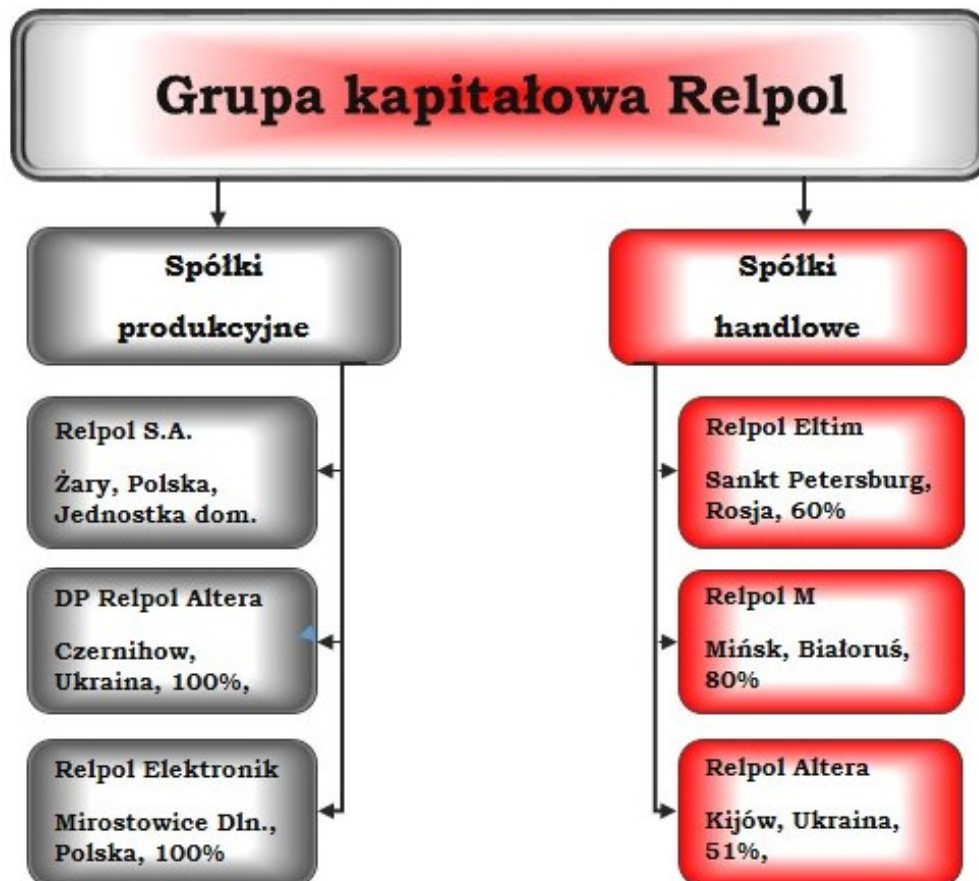 Grupa kapitałowa Relpol
Spółki
produkcyjne
Relpol S.A.
Żary, Polska,
Jednostka dom.
DP Relpol Altera
Czernihow,
Ukraina, 100%,
Relpol Elektronik
Mirostowice Dln.,
Polska, 100%
Spółki
handlowe
Relpol Eltim
Sankt Petersburg,
Rosja, 60%
Relpol M
Mińsk, Białoruś,
80%
Relpol Altera
Kijów, Ukraina,
51%,